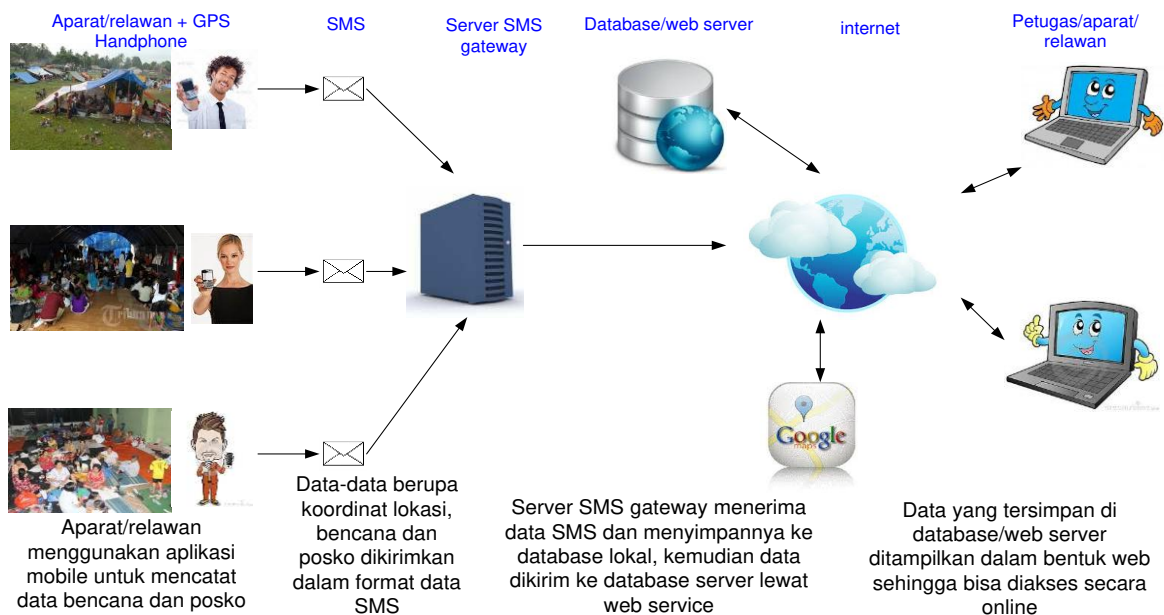 Aparat/relawan + GPS
Handphone
SMS
Server SMS
gateway
Database/web server
internet
Petugas/aparat/
relawan
Google
maps
Aparat/relawan
menggunakan aplikasi
mobile untuk mencatat
data bencana dan posko
Data-data berupa
koordinat lokasi,
bencana dan
posko dikirimkan
dalam format data
SMS
Server SMS gateway menerima
data SMS dan menyimpannya ke
database lokal, kemudian data
dikirim ke database server lewat
web service
Data yang tersimpan di
database/web server
ditampilkan dalam bentuk web
sehingga bisa diakses secara
online